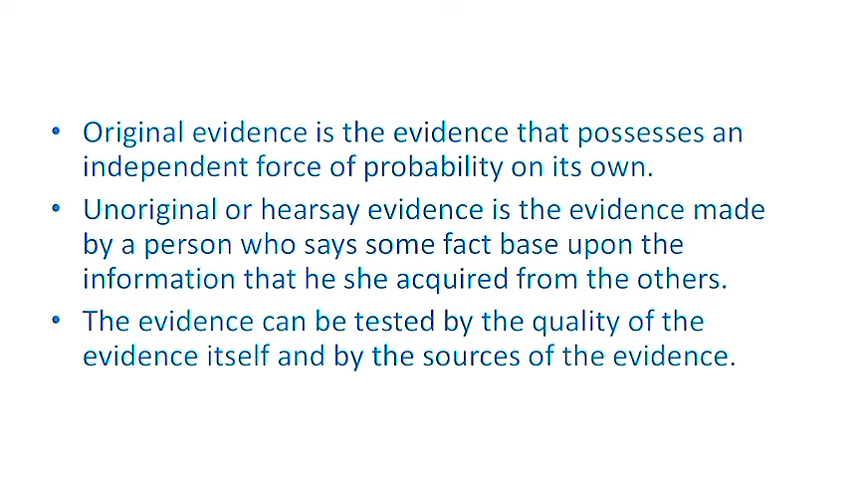 • Original evidence is the evidence that possesses an
independent force of probability on its own.
• Unoriginal or hearsay evidence is the evidence made
by a person who says some fact base upon the
information that he she acquired from the others.
• The evidence can be tested by the quality of the
evidence itself and by the sources of the evidence.